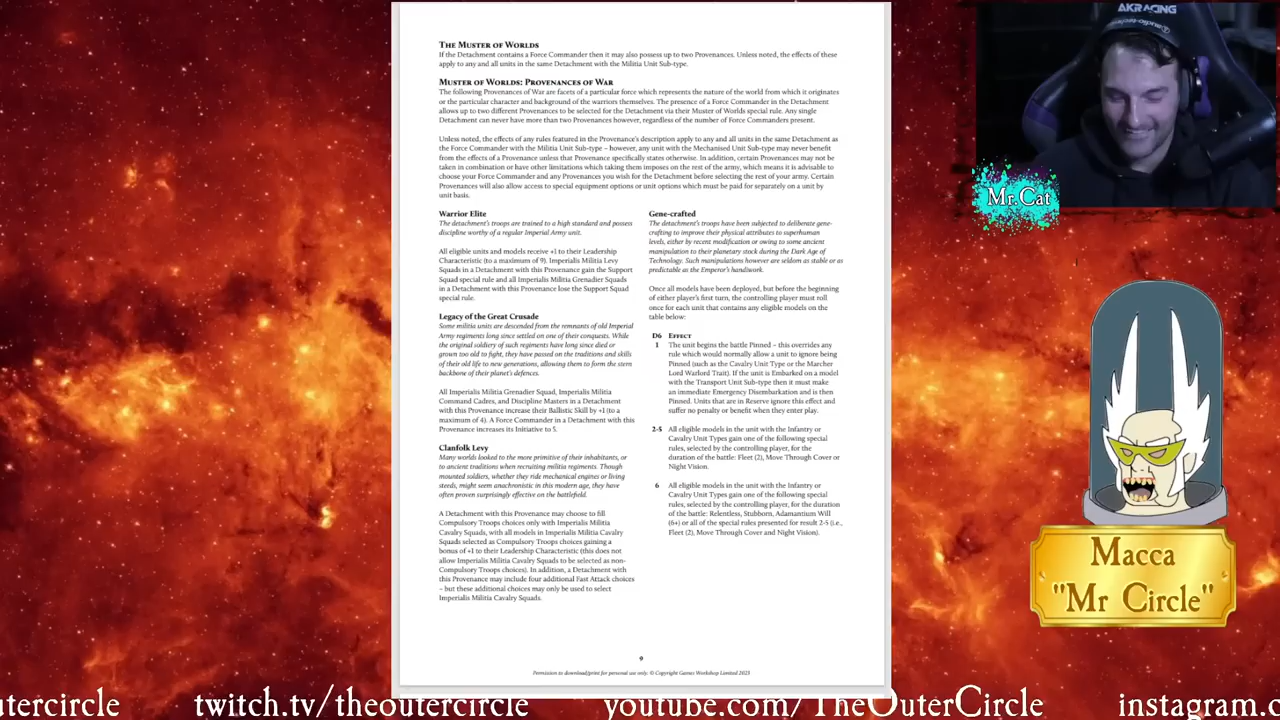 THE MUSTER OF WORLDS
If the Detachment contains a Force Commander then it may also possess up to two Provenances. Unless noted, the effects of these
apply to any and all units in the same Detachment with the Militia Unit Sub-type.
MUSTER OF WORLDS: PROVENANCES OF WAR
The following Provenances of War are facets of a particular force which represents the nature of the world from which it originates
or the particular character and background of the warriors themselves. The presence of a Force Commander in the Detachment
allows up to two different Provenances to be selected for the Detachment via their Muster of Worlds special rule. Any single
Detachment can never have more than two Provenances however, regardless of the number of Force Commanders present.
Unless noted, the effects of any rules featured in the Provenance's description apply to any and all units in the same Detachment as
the Force Commander with the Militia Unit Sub-type – however, any unit with the Mechanised Unit Sub-type may never benefit
from the effects of a Provenance unless that Provenance specifically states otherwise. In addition, certain Provenances may not be
taken in combination or have other limitations which taking them imposes on the rest of the army, which means it is advisable to
choose your Force Commander and any Provenances you wish for the Detachment before selecting the rest of your army. Certain
Provenances will also allow access to special equipment options or unit options which must be paid for separately on a unit by
unit basis.
Warrior Elite
The detachment's troops are trained to a high standard and possess
discipline worthy of a regular Imperial Army unit.
All eligible units and models receive +1 to their Leadership
Characteristic (to a maximum of 9). Imperialis Militia Levy
Squads in a Detachment with this Provenance gain the Support
Squad special rule and all Imperialis Militia Grenadier Squads
in a Detachment with this Provenance lose the Support Squad
special rule.
Legacy of the Great Crusade
Some militia units are descended from the remnants of old Imperial
Army regiments long since settled on one of their conquests. While
the original soldiery of such regiments have long since died or
grown too old to fight, they have passed on the traditions and skills
of their old life to new generations, allowing them to form the stern
backbone of their planet's defences.
All Imperialis Militia Grenadier Squad, Imperialis Militia
Command Cadres, and Discipline Masters in a Detachment
with this Provenance increase their Ballistic Skill by +1 (to a
maximum of 4). A Force Commander in a Detachment with this
Provenance increases its Initiative to 5.
Clanfolk Levy
Many worlds looked to the more primitive of their inhabitants, or
to ancient traditions when recruiting militia regiments. Though
mounted soldiers, whether they ride mechanical engines or living
steeds, might seem anachronistic in this modern age, they have
often proven surprisingly effective on the battlefield.
A Detachment with this Provenance may choose to fill
Compulsory Troops choices only with Imperialis Militia
Cavalry Squads, with all models in Imperialis Militia Cavalry
Squads selected as Compulsory Troops choices gaining a
bonus of +1 to their Leadership Characteristic (this does not
allow Imperialis Militia Cavalry Squads to be selected as non-
Compulsory Troops choices). In addition, a Detachment with
this Provenance may include four additional Fast Attack choices
– but these additional choices may only be used to select
Imperialis Militia Cavalry Squads.
Gene-crafted
The detachment's troops have been subjected to deliberate gene-
crafting to improve their physical attributes to superhuman
levels, either by recent modification or owing to some ancient
manipulation to their planetary stock during the Dark Age of
Technology. Such manipulations however are seldom as stable or as
predictable as the Emperor's handiwork.
Once all models have been deployed, but before the beginning
of either player's first turn, the controlling player must roll
once for each unit that contains any eligible models on the
table below:
D6 EFFECT
1 The unit begins the battle Pinned – this overrides any
rule which would normally allow a unit to ignore being
Pinned (such as the Cavalry Unit Type or the Marcher
Lord Warlord Trait). If the unit is Embarked on a model
with the Transport Unit Sub-type then it must make
an immediate Emergency Disembarkation and is then
Pinned. Units that are in Reserve ignore this effect and
suffer no penalty or benefit when they enter play.
2-5 All eligible models in the unit with the Infantry or
Cavalry Unit Types gain one of the following special
rules, selected by the controlling player, for the
duration of the battle: Fleet (2), Move Through Cover or
Night Vision.
6 All eligible models in the unit with the Infantry or
Cavalry Unit Types gain one of the following special
rules, selected by the controlling player, for the duration
of the battle: Relentless, Stubborn, Adamantium Will
(6+) or all of the special rules presented for result 2-5 (i.e.,
Fleet (2), Move Through Cover and Night Vision).
9
Permission to download/print for personal use only. © Copyright Games Workshop Limited 2023
AKRACING
Mr.Cat
Macca
"Mr Circle"
utercircle twitch.tv/theoutercircle youtube.com/TheOuterCircle instagram.c